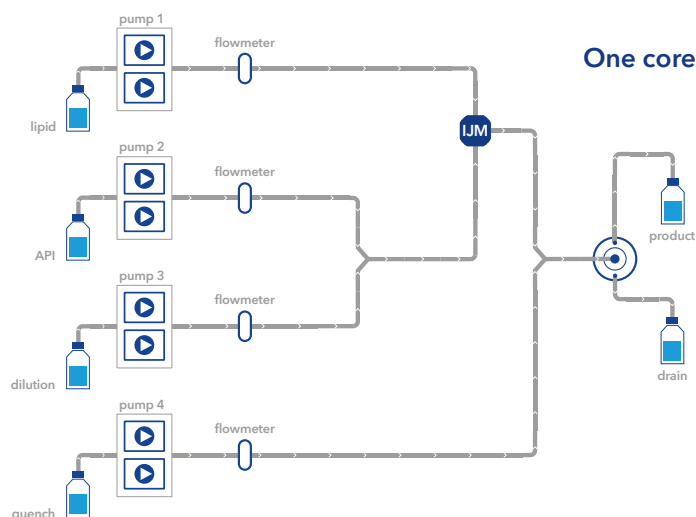 pump 1
flowmeter
One core
lipid
IJM
pump 2
flowmeter
API
product
pump 3
flowmeter
dilution
drain
pump 4
flowmeter
quench